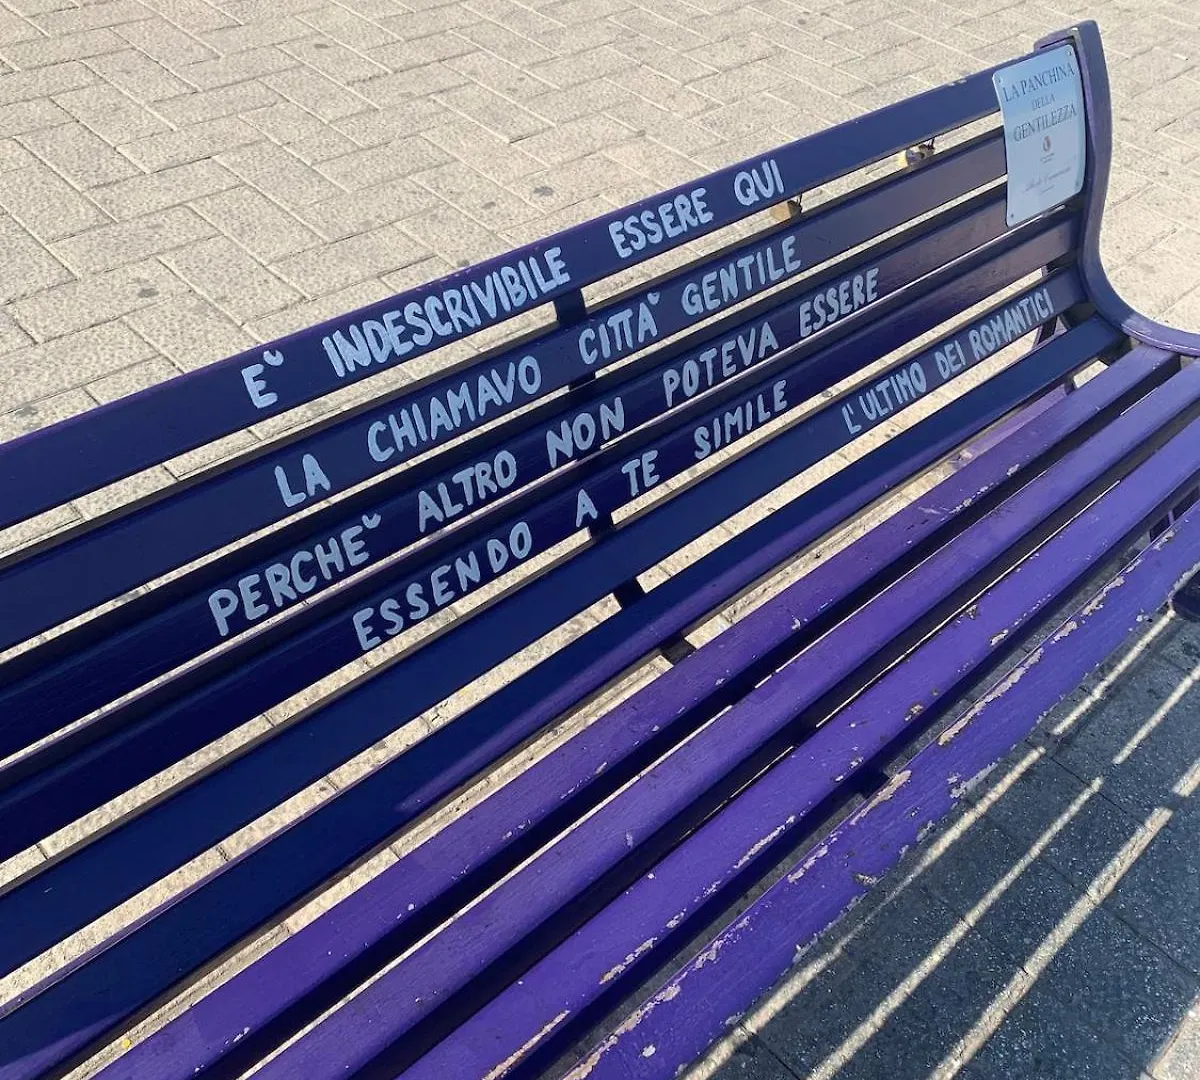 E` INDESCRIVIBILE ESSERE QUI
LA CHIAMAVO CITTA` GENTILE
PERCHE` ALTRO NON POTEVA ESSERE
ESSENDO A TE SIMILE
L'ULTIMO DEI ROMANTICI
LA PANCHINA
DELLA
GENTILEZZA